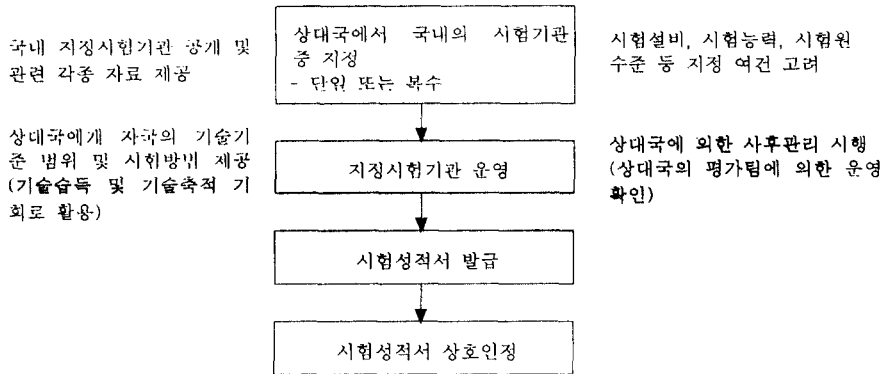 국내 지정시험기관 공개 및
관련 각종 자료 제공
상대국에서 국내의 시험기관
중 지정
- 단일 또는 복수
시험설비, 시험능력, 시험원
수준 등 지정 여건 고려
상대국에개 자국의 기술기
준 범위 및 시험방법 제공
(기술습득 및 기술축적 기
회로 활용)
지정시험기관 운영
상대국에 의한 사후관리 시행
(상대국의 평가팀에 의한 운영
확인)
시험성적서 발급
시험성적서 상호인정